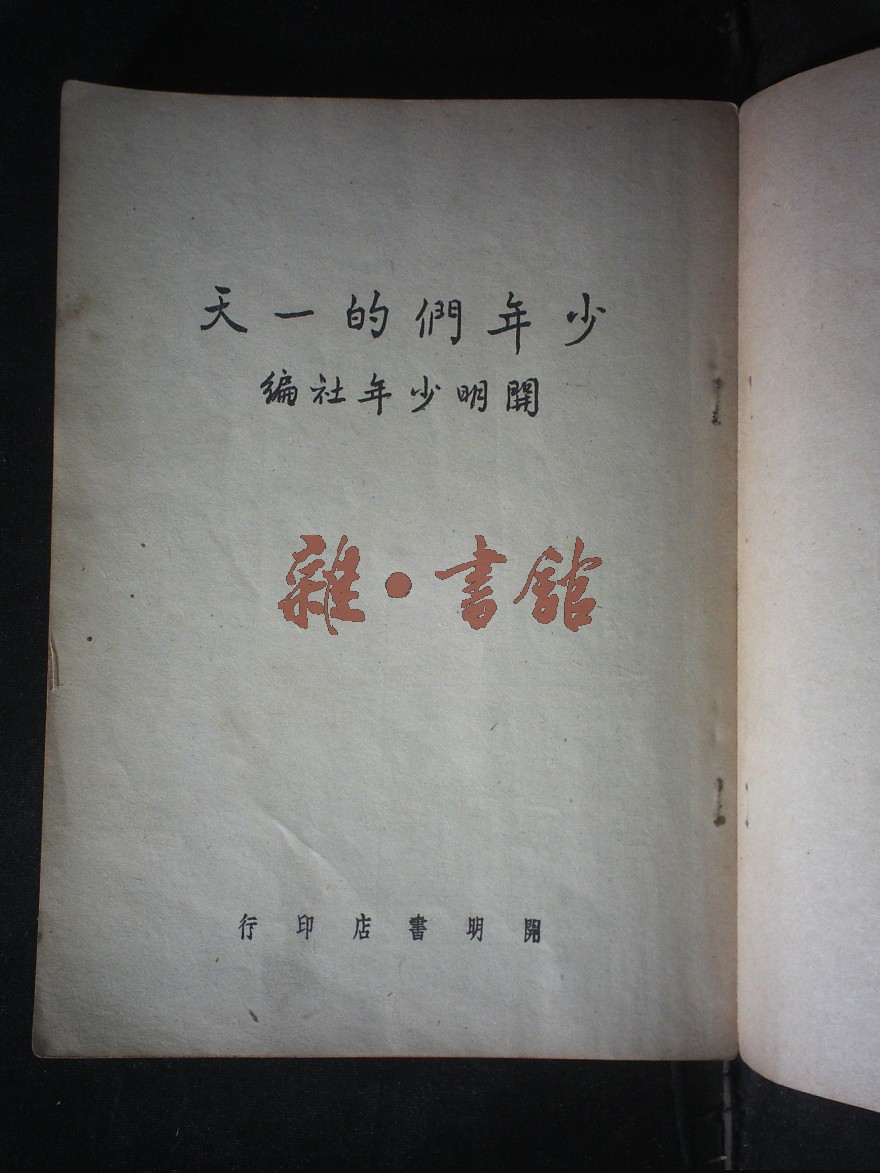 少年們的一天
開明少年社編
雜·書館
開明書店印行